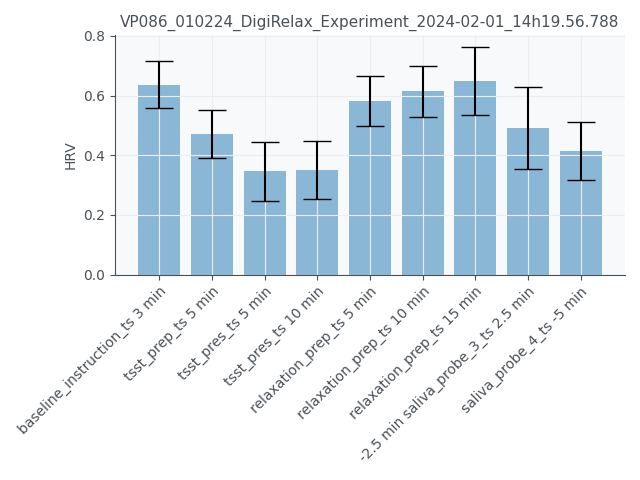 VP086_010224_DigiRelax_Experiment_2024-02-01_14h19.56.788
0.8
0.6
0.4
0.2
0.0
HRV
baseline_instruction_ts 3 min
tsst_prep_ts 5 min
tsst_pres_ts 5 min
tsst_pres_ts 10 min
relaxation_prep_ts 5 min
relaxation_prep_ts 10 min
relaxation_prep_ts 15 min
-2.5 min saliva_probe_3_ts 2.5 min
saliva_probe_4_ts -5 min